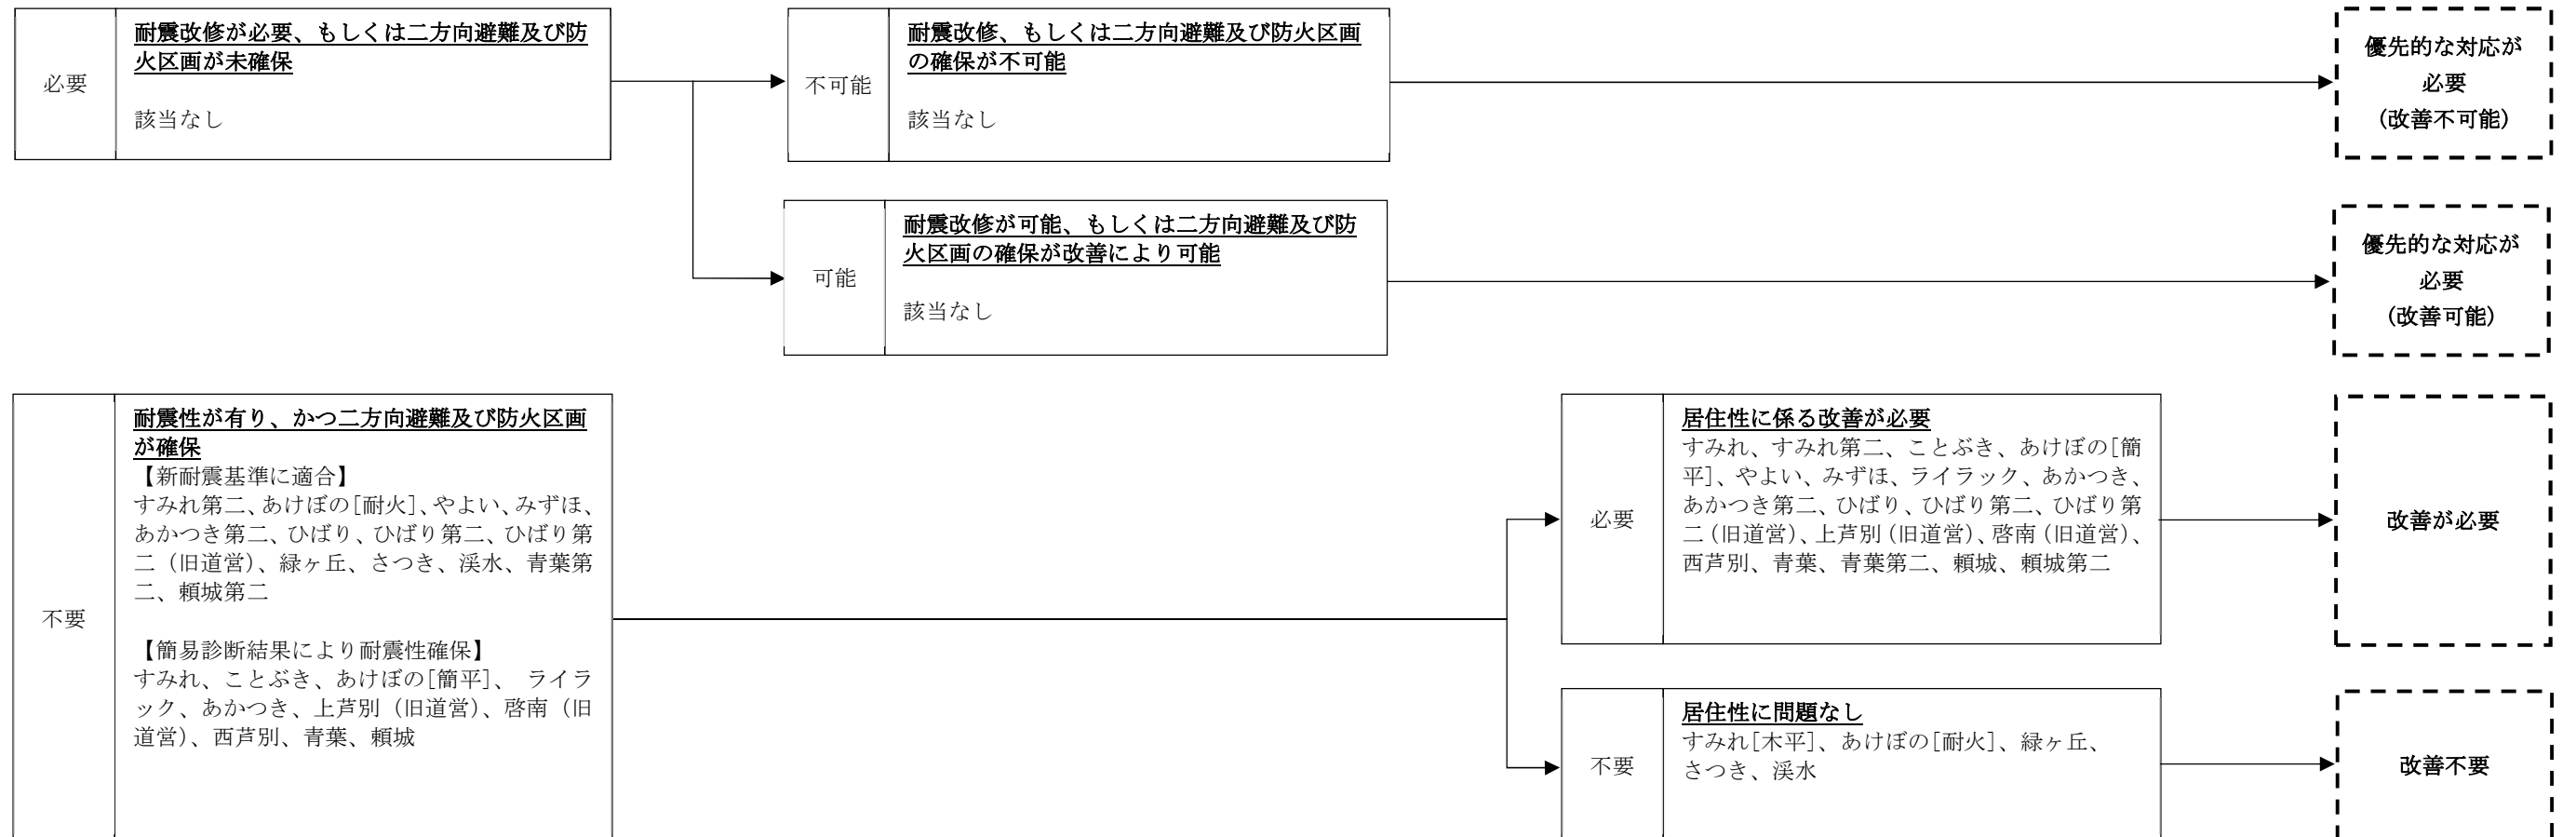 必要
耐震改修が必要、もしくは二方向避難及び防
火区画が未確保
該当なし
不可能
耐震改修、もしくは二方向避難及び防火区画
の確保が不可能
該当なし
優先的な対応が
必要
(改善不可能)
可能
耐震改修が可能、もしくは二方向避難及び防
火区画の確保が改善により可能
該当なし
優先的な対応が
必要
(改善可能)
不要
耐震性が有り、かつ二方向避難及び防火区画
が確保
【新耐震基準に適合】
すみれ第二、あけぼの[耐火]、やよい、みずほ、
あかつき第二、ひばり、ひばり第二、ひばり第
二（旧道営）、緑ヶ丘、さつき、渓水、青葉第
二、頼城第二
【簡易診断結果により耐震性確保】
すみれ、ことぶき、あけぼの[簡平]、 ライラ
ック、あかつき、上芦別（旧道営）、啓南（旧
道営）、西芦別、青葉、頼城
必要
居住性に係る改善が必要
すみれ、すみれ第二、ことぶき、あけぼの[簡
平]、やよい、みずほ、ライラック、あかつき、
あかつき第二、ひばり、ひばり第二、ひばり第
二（旧道営）、上芦別（旧道営）、啓南（旧道営）、
西芦別、青葉、青葉第二、頼城、頼城第二
改善が必要
不要
居住性に問題なし
すみれ[木平]、あけぼの[耐火]、緑ヶ丘、
さつき、渓水
改善不要